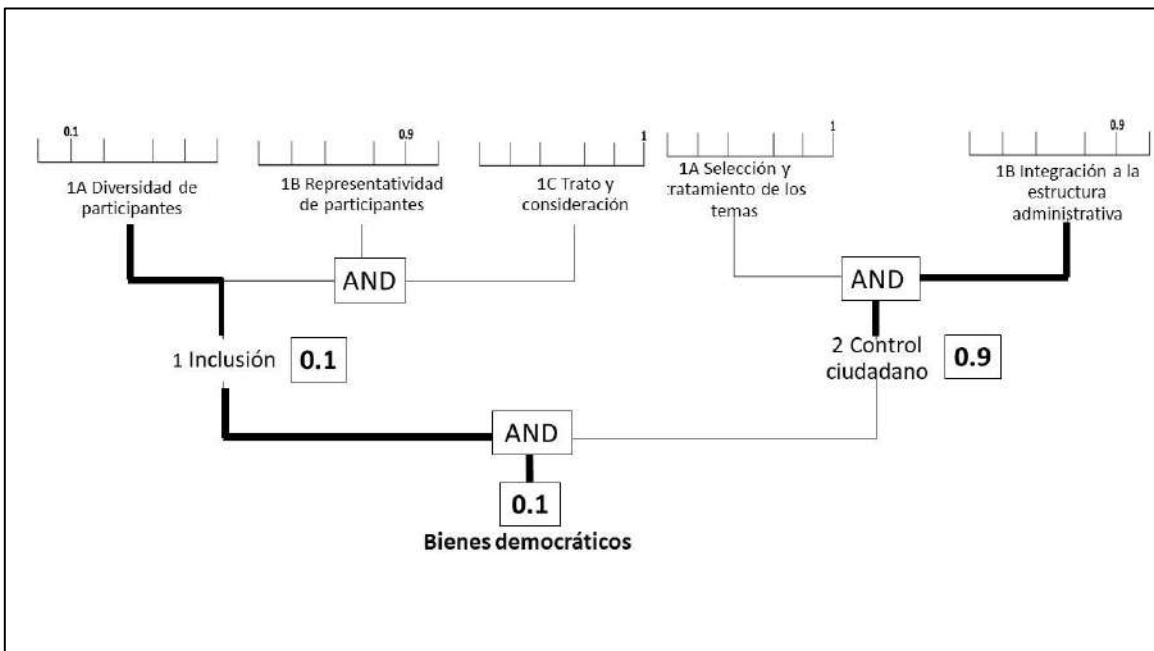 0.1
1A Diversidad de
participantes
0.9
1B Representatividad
de participantes
1
1C Trato y
consideración
1
1A Selección y
tratamiento de los
temas
0.9
1B Integración a la
estructura
administrativa
AND
AND
1 Inclusión
0.1
2 Control
ciudadano
0.9
AND
0.1
Bienes democráticos